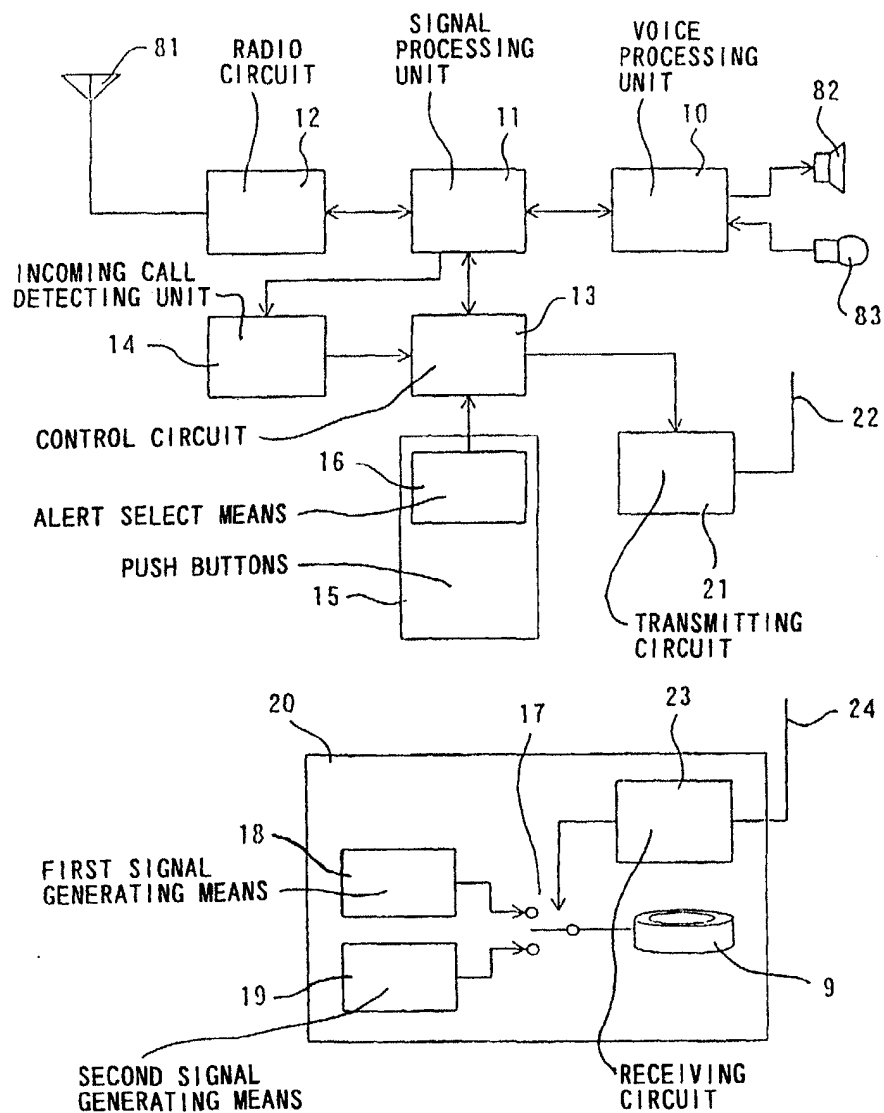 81
RADIO
CIRCUIT
12
SIGNAL
PROCESSING
UNIT
11
VOICE
PROCESSING
UNIT
10
82
83
INCOMING CALL
DETECTING UNIT
14
13
CONTROL CIRCUIT
16
ALERT SELECT MEANS
PUSH BUTTONS
15
22
21
TRANSMITTING
CIRCUIT
20
17
23
24
18
FIRST SIGNAL
GENERATING MEANS
19
9
SECOND SIGNAL
GENERATING MEANS
RECEIVING
CIRCUIT